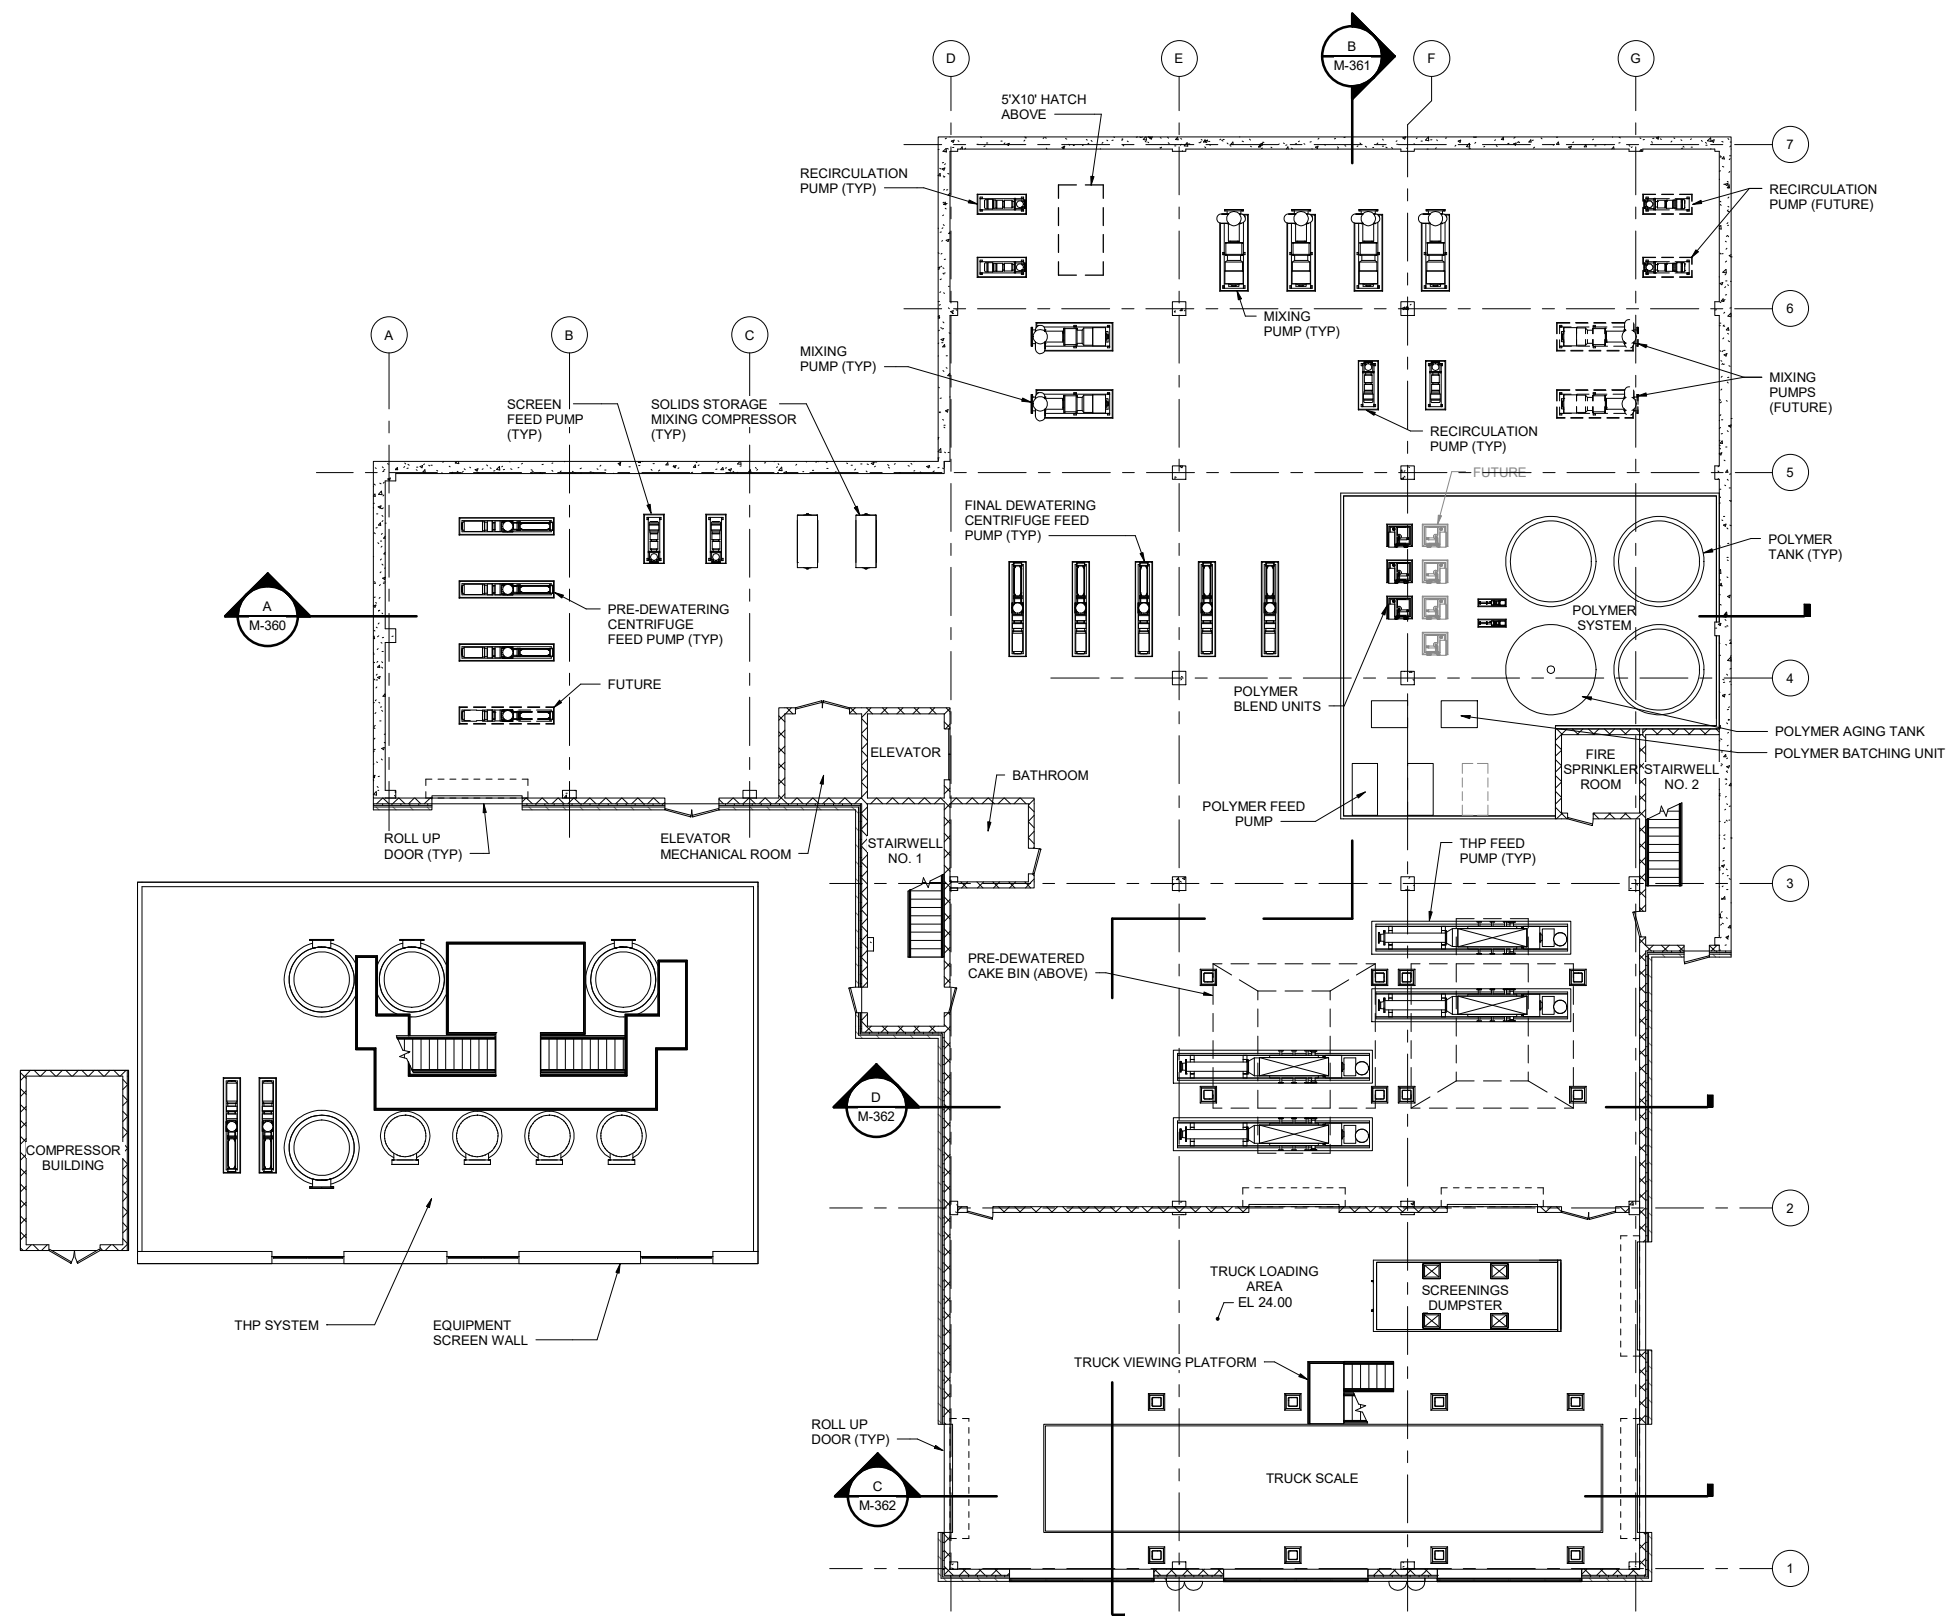 B
M-361
D
E
F
G
5'X10' HATCH
ABOVE
7
RECIRCULATION
PUMP (TYP)
RECIRCULATION
PUMP (FUTURE)
6
MIXING
PUMP (TYP)
A
B
C
MIXING
PUMP (TYP)
MIXING
PUMPS
(FUTURE)
SCREEN
FEED PUMP
(TYP)
SOLIDS STORAGE
MIXING COMPRESSOR
(TYP)
RECIRCULATION
PUMP (TYP)
FUTURE
5
FINAL DEWATERING
CENTRIFUGE FEED
PUMP (TYP)
POLYMER
TANK (TYP)
A
M-360
PRE-DEWATERING
CENTRIFUGE
FEED PUMP (TYP)
POLYMER
SYSTEM
FUTURE
4
POLYMER
BLEND UNITS
POLYMER AGING TANK
POLYMER BATCHING UNIT
ELEVATOR
BATHROOM
FIRE
SPRINKLER
ROOM
STAIRWELL
NO. 2
POLYMER FEED
PUMP
ROLL UP
DOOR (TYP)
ELEVATOR
MECHANICAL ROOM
STAIRWELL
NO. 1
THP FEED
PUMP (TYP)
3
PRE-DEWATERED
CAKE BIN (ABOVE)
D
M-362
COMPRESSOR
BUILDING
2
TRUCK LOADING
AREA
EL 24.00
SCREENINGS
DUMPSTER
THP SYSTEM
EQUIPMENT
SCREEN WALL
TRUCK VIEWING PLATFORM
ROLL UP
DOOR (TYP)
TRUCK SCALE
C
M-362
1